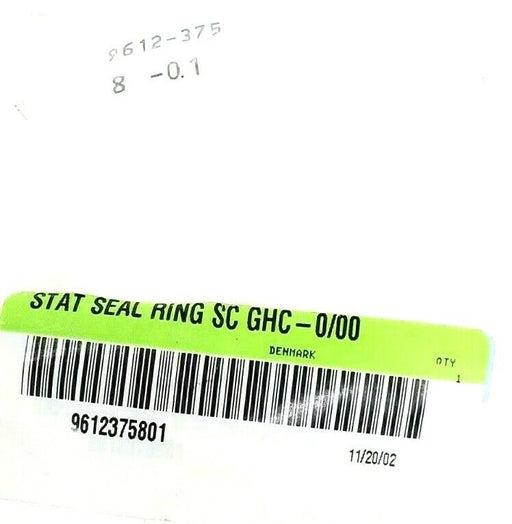 9612-375
8 -0.1
STAT SEAL RING SC GHC-0/00
DENMARK
QTY
1
9612375801
11/20/02